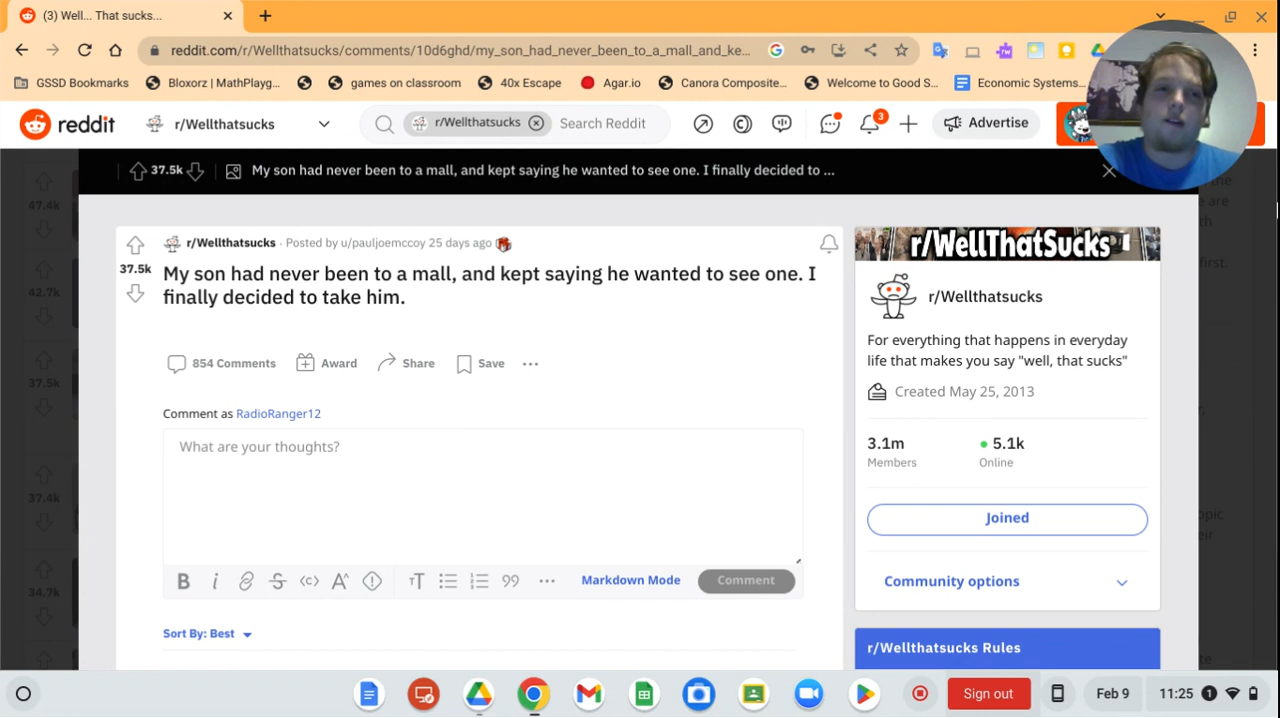 (3) Well... That sucks...
reddit.com/r/Wellthatsucks/comments/10d6ghd/my_son_had_never_been_to_a_mall_and_ke...
GSSD Bookmarks
Bloxorz | MathPlayg...
games on classroom
40x Escape
Agar.io
Canora Composite...
Welcome to Good S...
Economic Systems...
reddit
r/Wellthatsucks
r/Wellthatsucks
Search Reddit
3
Advertise
37.5k
My son had never been to a mall, and kept saying he wanted to see one. I finally decided to ...
47.4k
42.7k
37.5k
37.4k
34.7k
r/Wellthatsucks · Posted by u/pauljoemccoy 25 days ago
37.5k
My son had never been to a mall, and kept saying he wanted to see one. I
finally decided to take him.
854 Comments
Award
Share
Save
Comment as RadioRanger12
What are your thoughts?
Markdown Mode
Comment
Sort By: Best
r/WellThatSucks
r/Wellthatsucks
For everything that happens in everyday
life that makes you say "well, that sucks"
Created May 25, 2013
3.1m
5.1k
Members
Online
Joined
Community options
r/Wellthatsucks Rules
are
first.
Sign out
Feb 9
11:25
1